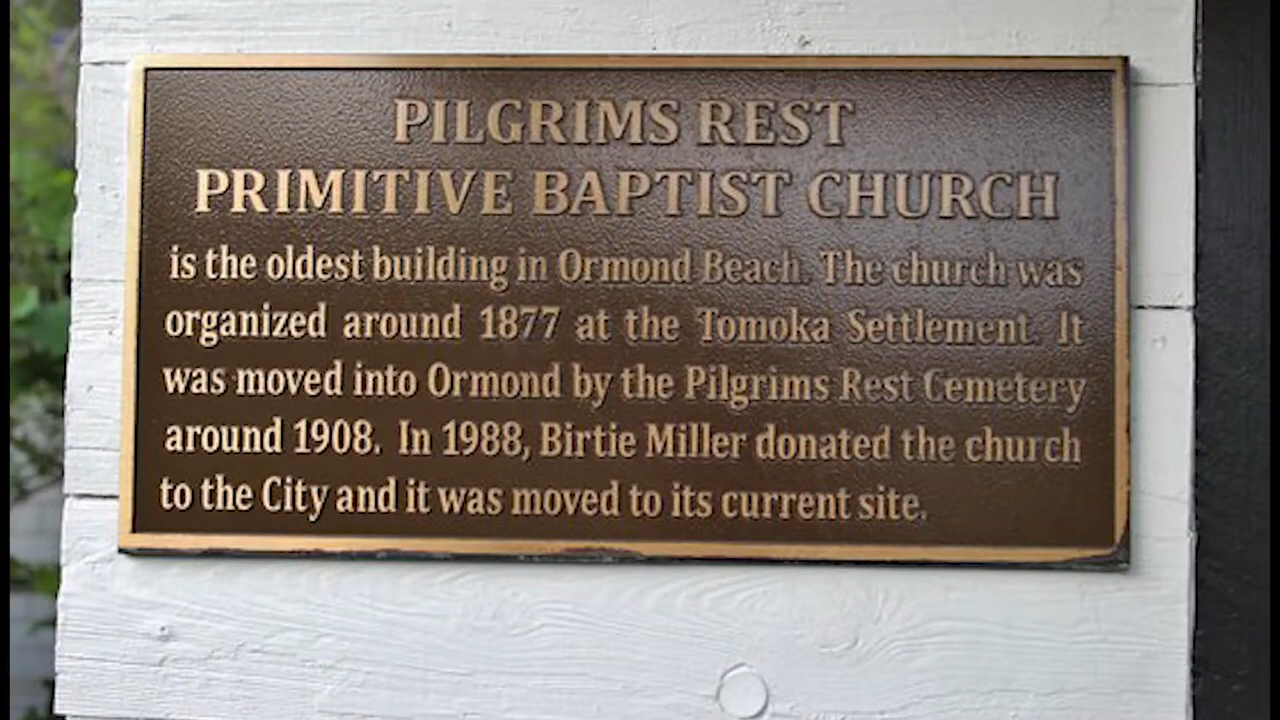 PILGRIMS REST
PRIMITIVE BAPTIST CHURCH
is the oldest building in Ormond Beach. The church was
organized around 1877 at the Tomoka Settlement. It
was moved into Ormond by the Pilgrims Rest Cemetery
around 1908. In 1988, Birtie Miller donated the church
to the City and it was moved to its current site.